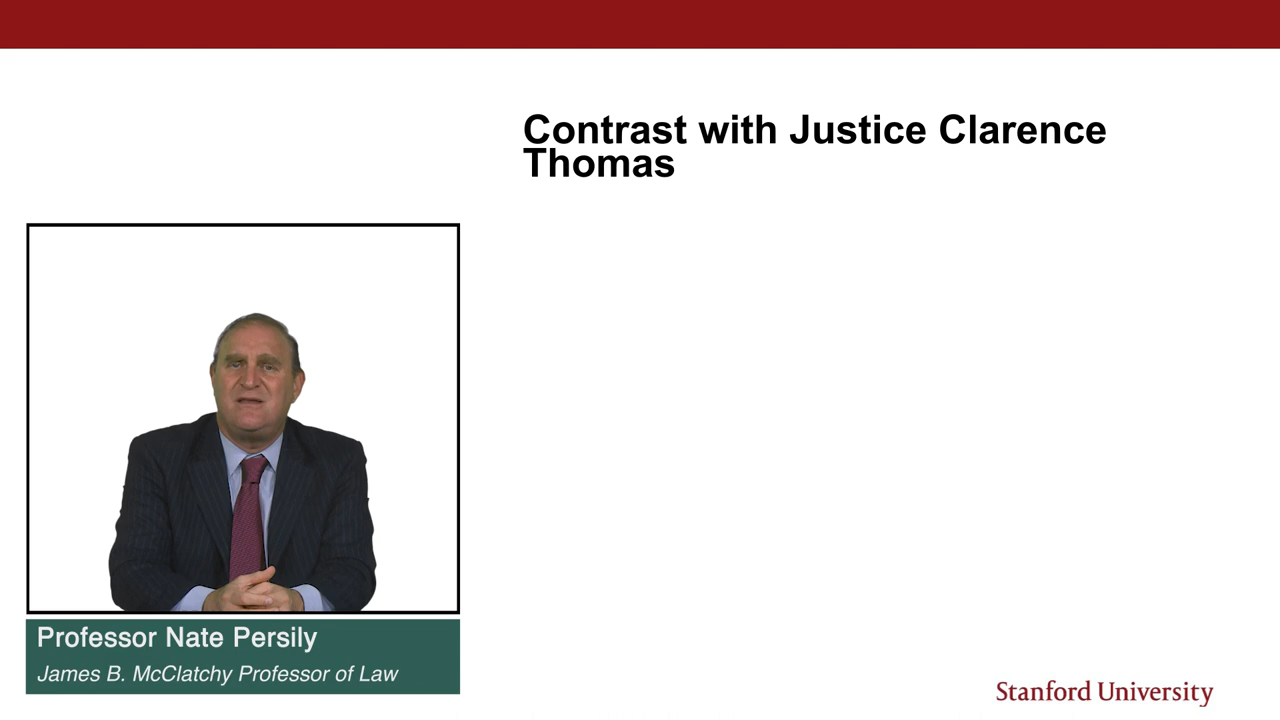 Contrast with Justice Clarence
Thomas
Professor Nate Persily
James B. McClatchy Professor of Law
Stanford University